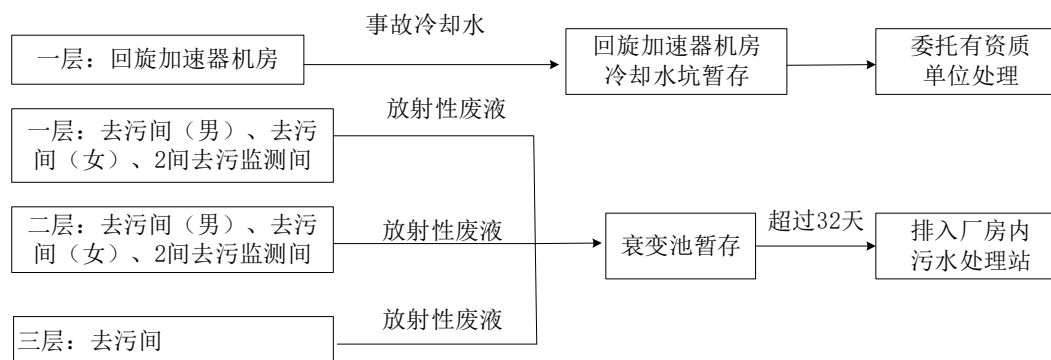 事故冷却水
一层：回旋加速器机房
回旋加速器机房
冷却水坑暂存
委托有资质
单位处理
放射性废液
一层：去污间（男）、去污
间（女）、2间去污监测间
二层：去污间（男）、去污
间（女）、2间去污监测间
放射性废液
衰变池暂存
超过32天
排入厂房内
污水处理站
放射性废液
三层：去污间